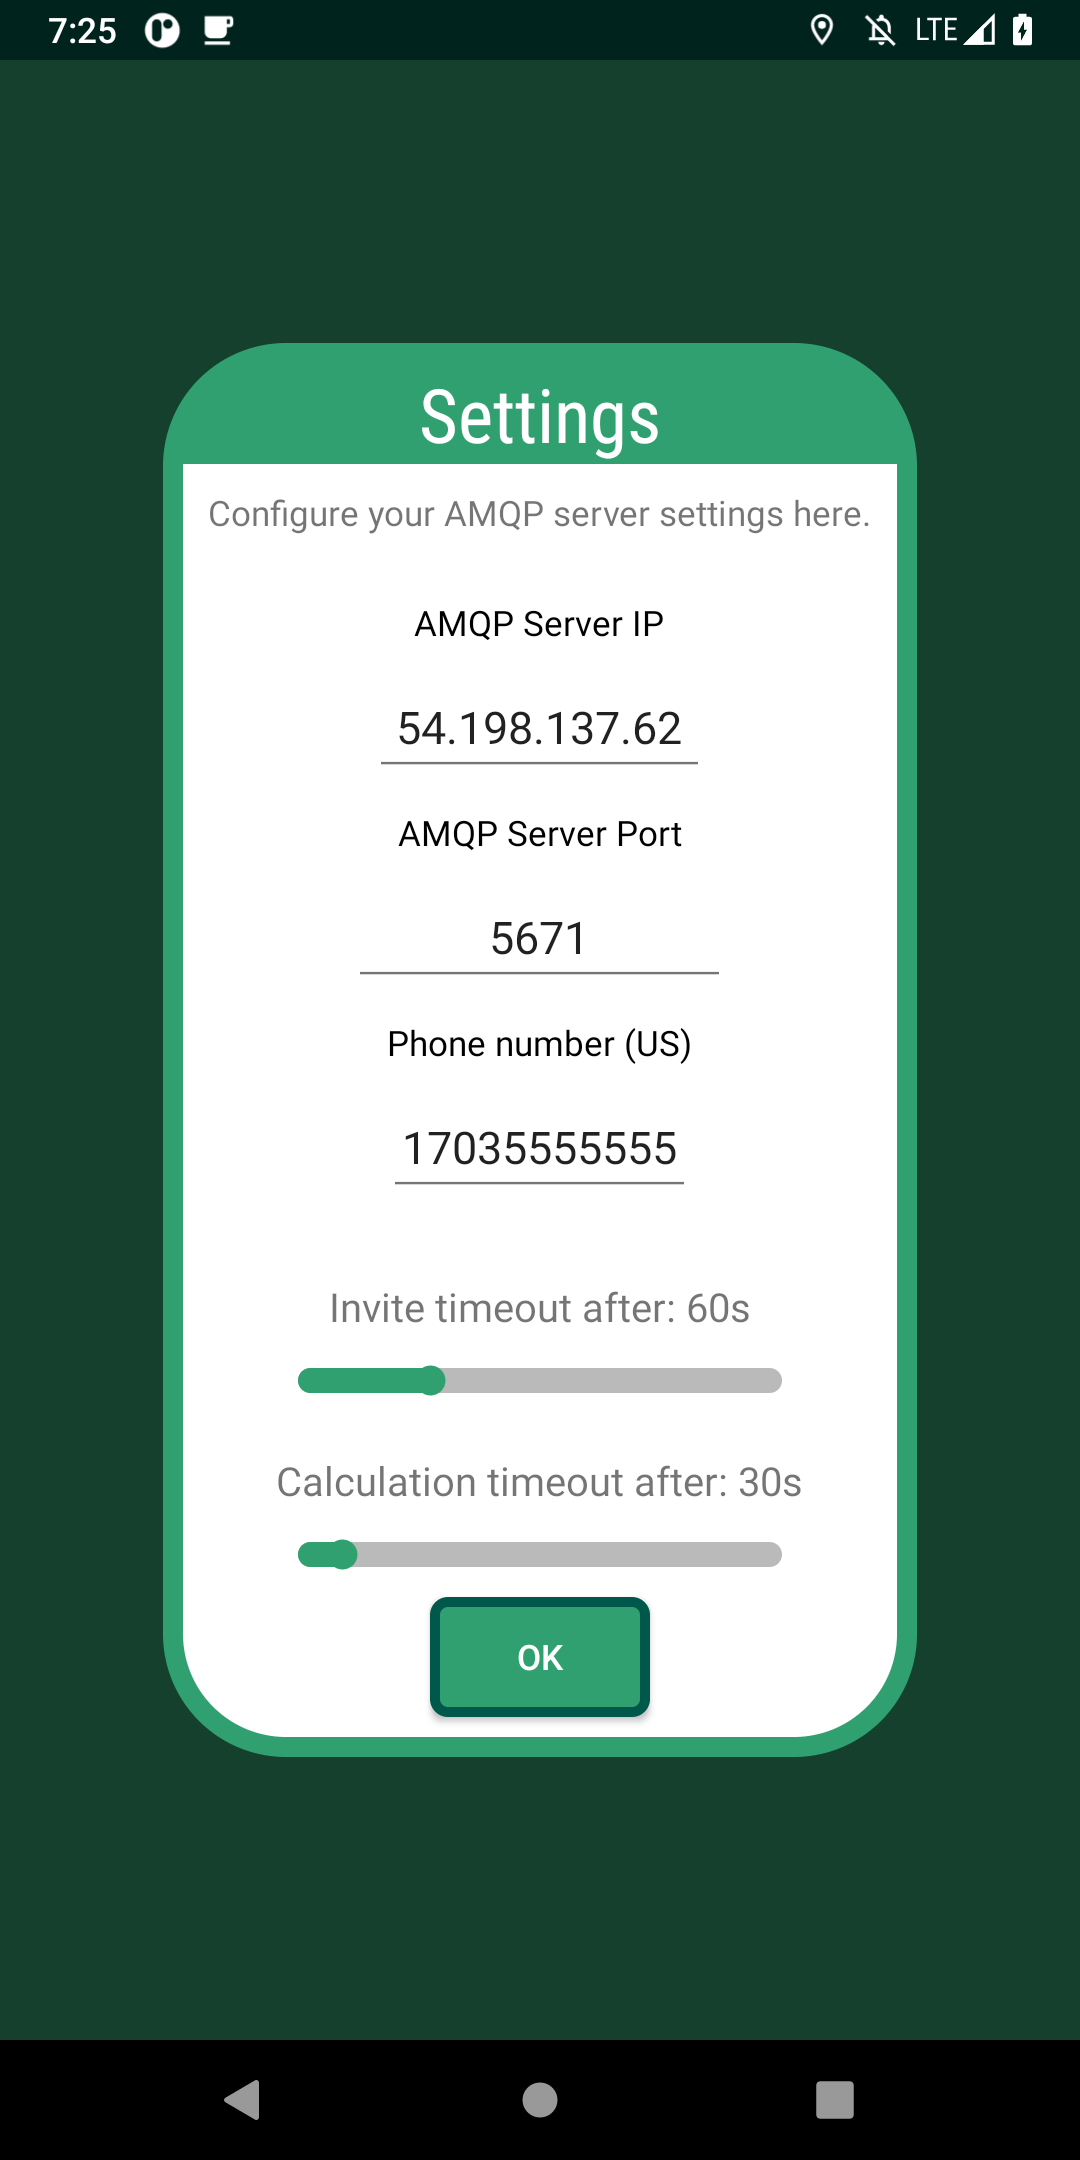 7:25 LTE
Settings
Configure your AMQP server settings here.
AMQP Server IP
54.198.137.62
AMQP Server Port
5671
Phone number (US)
17035555555
Invite timeout after: 60s
Calculation timeout after: 30s
OK